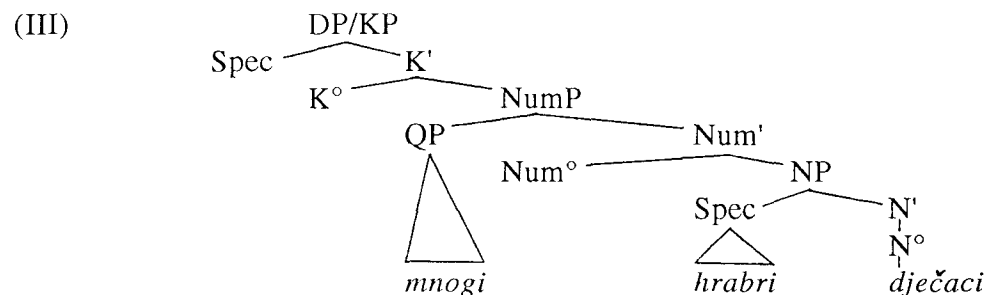 (III) DP/KP
Spec K'
K° NumP
QP Num'
Num° NP
Spec N'
N°
mnogi hrabri dječaci